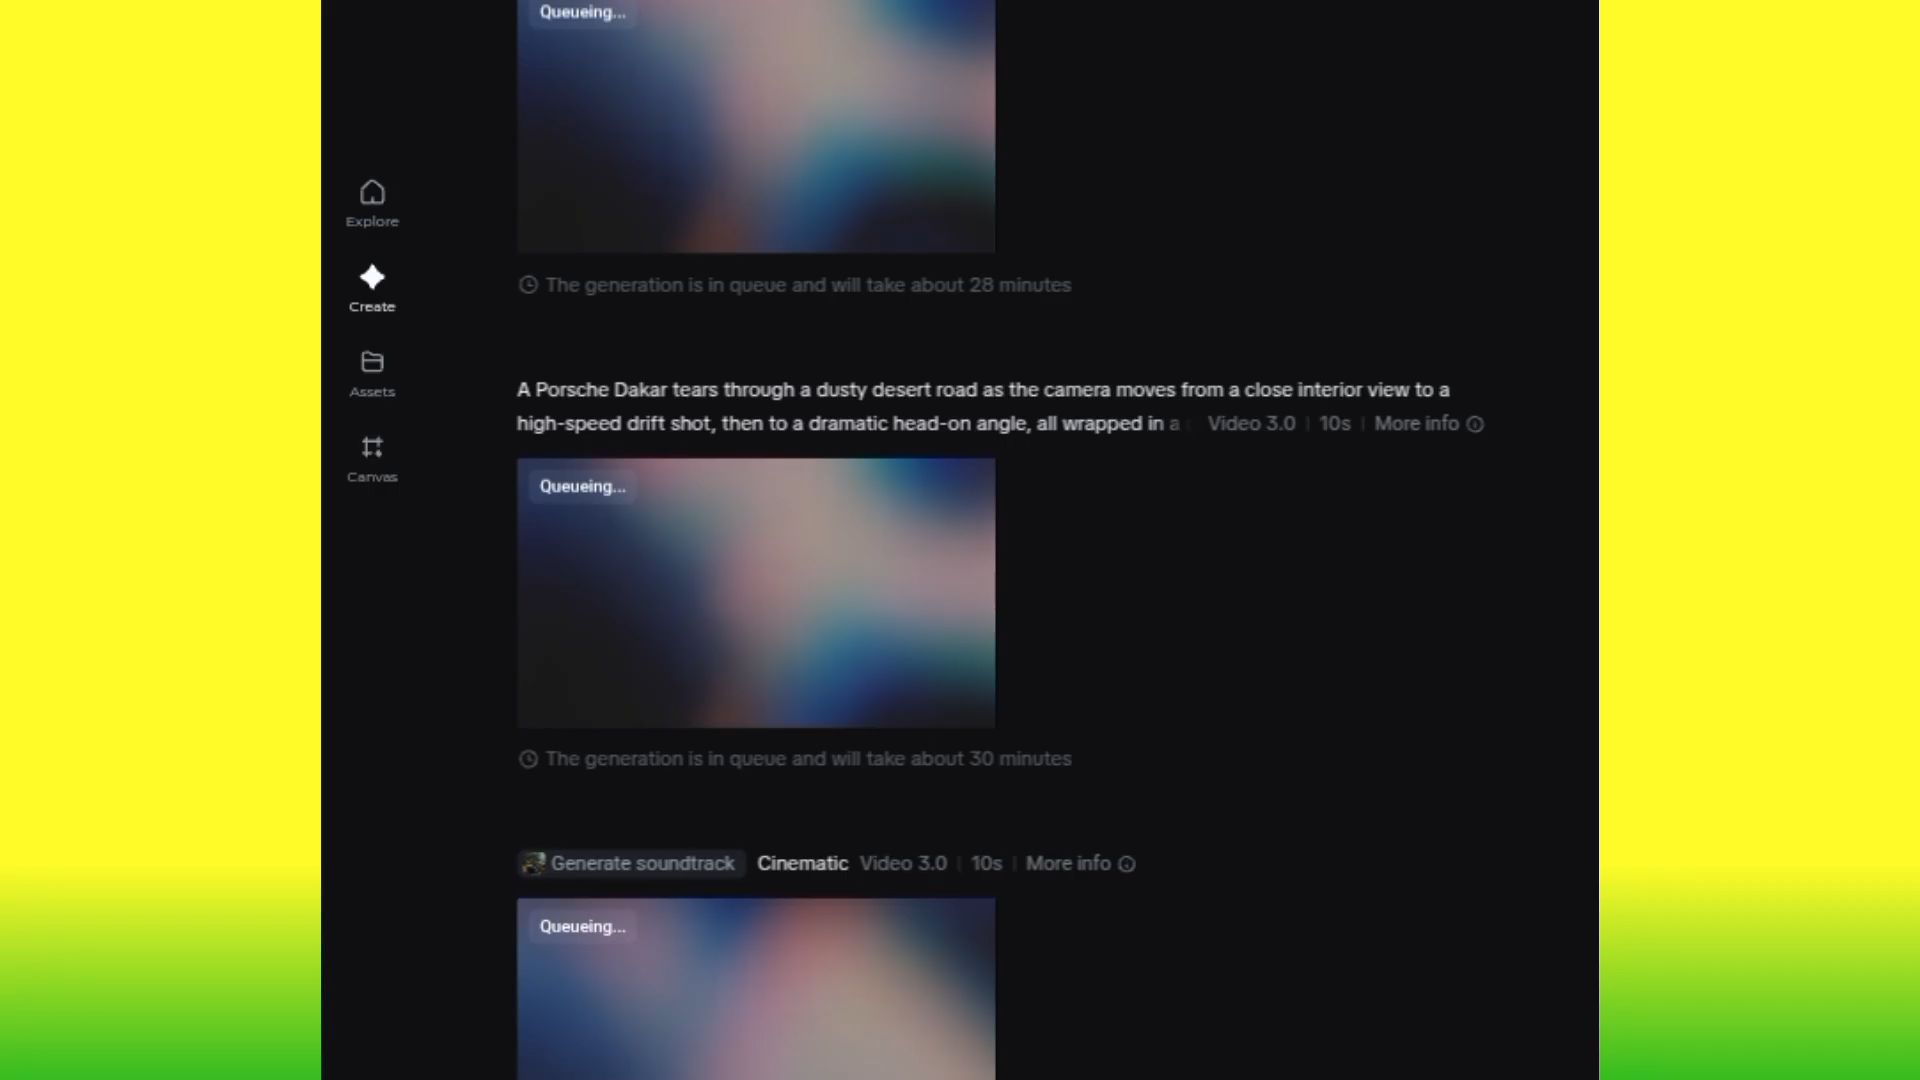 Queueing...
The generation is in queue and will take about 28 minutes
Explore
Create
Assets
Canvas
A Porsche Dakar tears through a dusty desert road as the camera moves from a close interior view to a
high-speed drift shot, then to a dramatic head-on angle, all wrapped in a Video 3.0 | 10s | More info
Queueing...
The generation is in queue and will take about 30 minutes
Generate soundtrack Cinematic Video 3.0 | 10s | More info
Queueing...